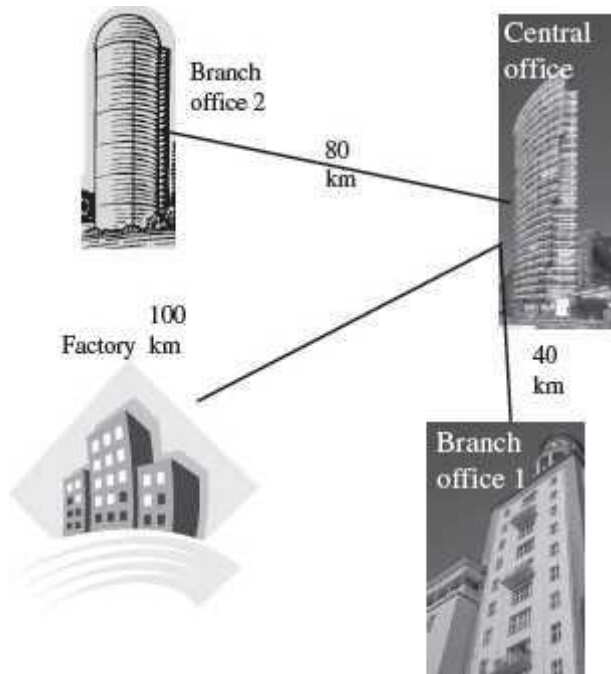 Central
office
Branch
office 2
80
km
100
Factory km
40
km
Branch
office 1